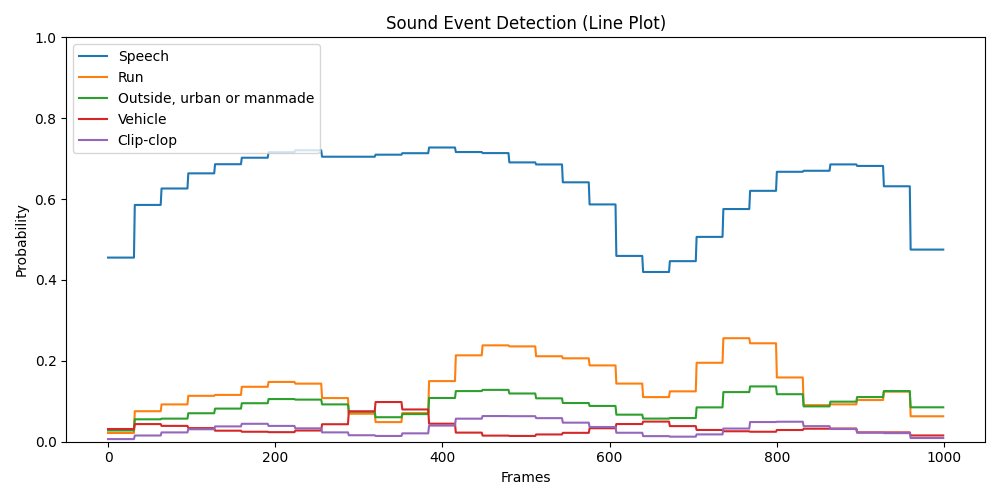 Sound Event Detection (Line Plot)
Speech
Run
Outside, urban or manmade
Vehicle
Clip-clop
Probability
1.0
0.8
0.6
0.4
0.2
0.0
0 200 400 600 800 1000
Frames